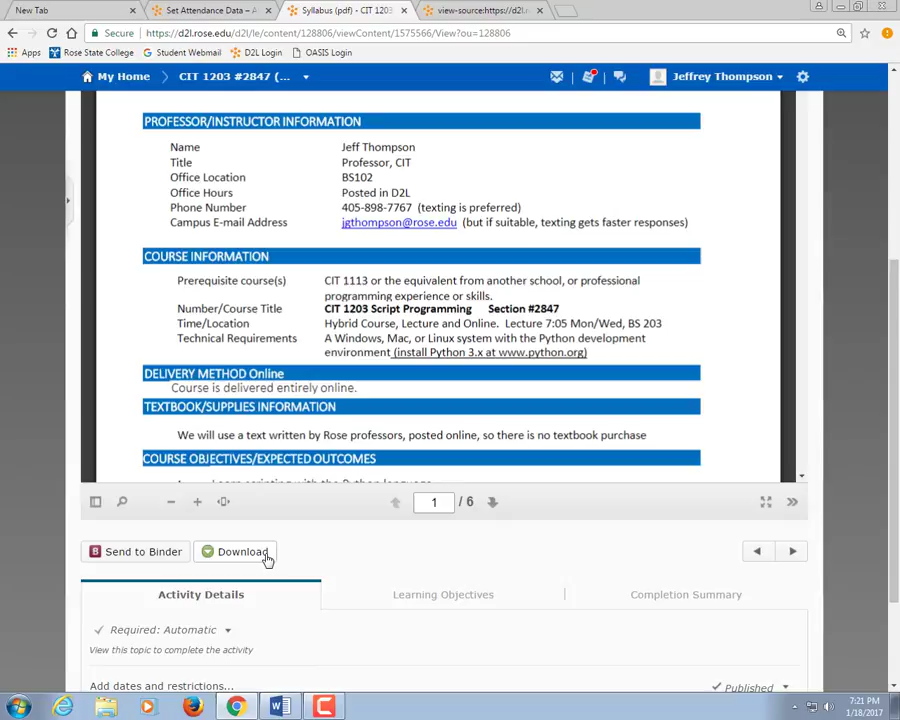 New Tab
Set Attendance Data – A
Syllabus (pdf) - CIT 1203
view-source:https://d2l.
Secure https://d2l.rose.edu/d2l/le/content/128806/viewContent/1575566/View?ou=128806
Apps Rose State College Student Webmail D2L Login OASIS Login
My Home CIT 1203 #2847 (... Jeffrey Thompson
PROFESSOR/INSTRUCTOR INFORMATION
Name Jeff Thompson
Title Professor, CIT
Office Location BS102
Office Hours Posted in D2L
Phone Number 405-898-7767 (texting is preferred)
Campus E-mail Address jgthompson@rose.edu (but if suitable, texting gets faster responses)
COURSE INFORMATION
Prerequisite course(s) CIT 1113 or the equivalent from another school, or professional
programming experience or skills.
Number/Course Title CIT 1203 Script Programming Section #2847
Time/Location Hybrid Course, Lecture and Online. Lecture 7:05 Mon/Wed, BS 203
Technical Requirements A Windows, Mac, or Linux system with the Python development
environment (install Python 3.x at www.python.org)
DELIVERY METHOD Online
Course is delivered entirely online.
TEXTBOOK/SUPPLIES INFORMATION
We will use a text written by Rose professors, posted online, so there is no textbook purchase
COURSE OBJECTIVES/EXPECTED OUTCOMES
1 / 6
Send to Binder Download
Activity Details Learning Objectives Completion Summary
Required: Automatic
View this topic to complete the activity
Add dates and restrictions... Published
7:21 PM
1/18/2017